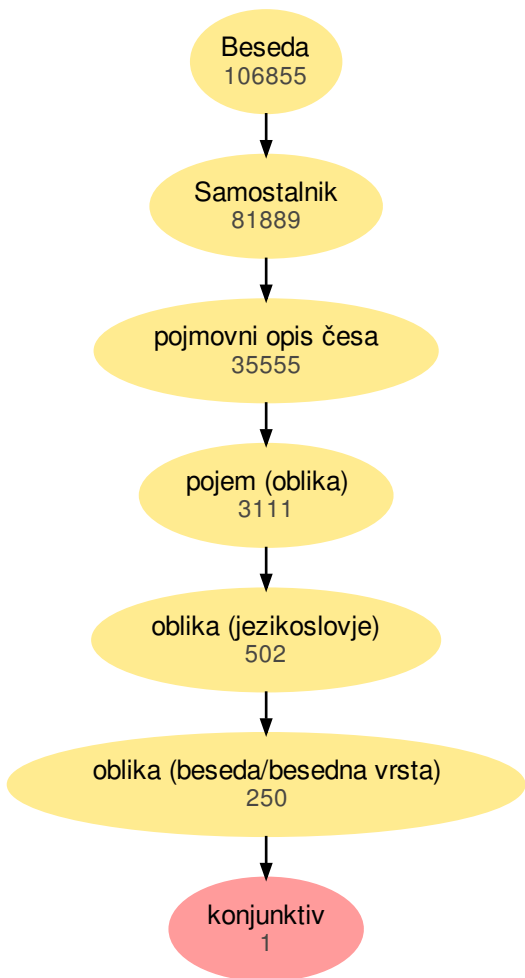 Beseda
106855
Samostalnik
81889
pojmovni opis česa
35555
pojem (oblika)
3111
oblika (jezikoslovje)
502
oblika (beseda/besedna vrsta)
250
konjunktiv
1